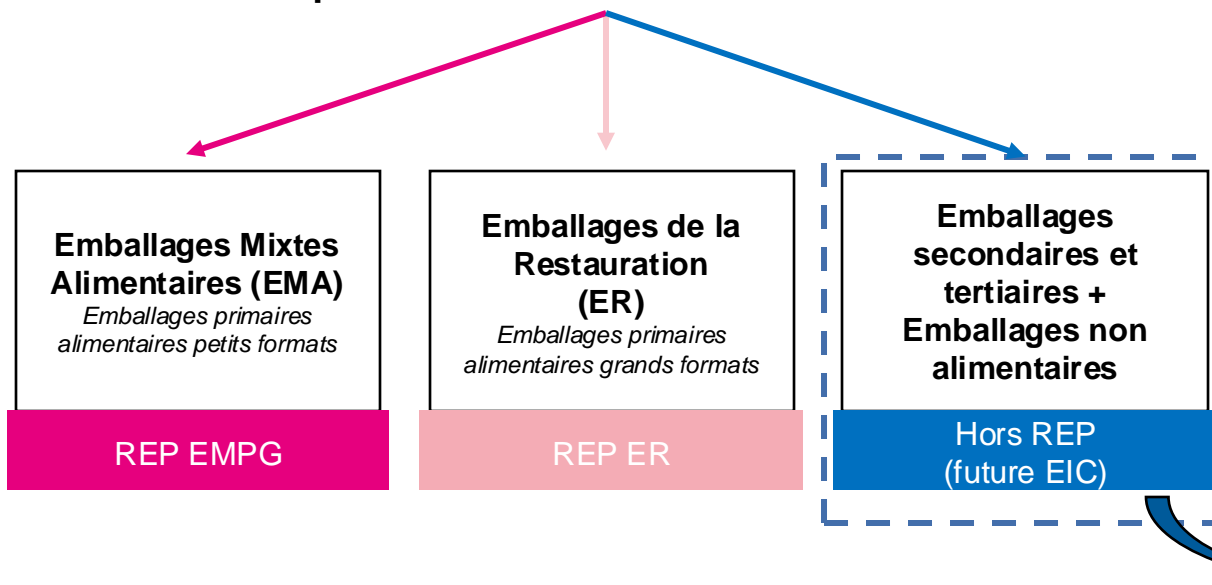 Emballages Mixtes
Alimentaires (EMA)
Emballages primaires
alimentaires petits formats
REP EMPG
Emballages de la
Restauration
(ER)
Emballages primaires
alimentaires grands formats
REP ER
Emballages
secondaires et
tertiaires +
Emballages non
alimentaires
Hors REP
(future EIC)